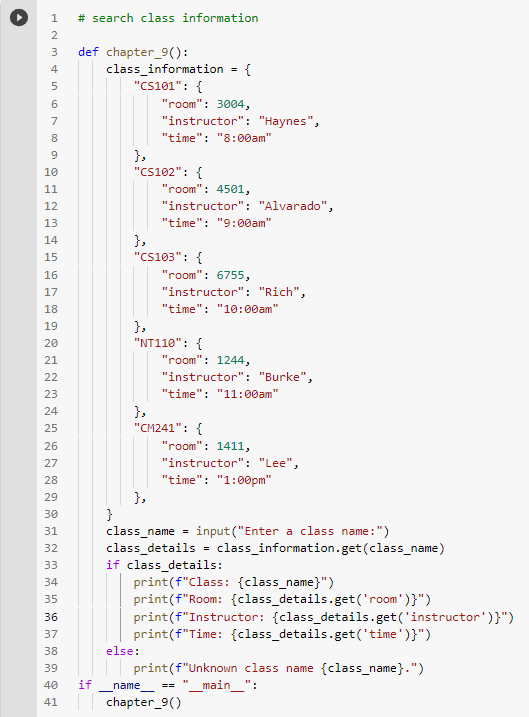 1 # search class information
2
3 def chapter_9():
4     class_information = {
5         "CS101": {
6             "room": 3004,
7             "instructor": "Haynes",
8             "time": "8:00am"
9         },
10         "CS102": {
11             "room": 4501,
12             "instructor": "Alvarado",
13             "time": "9:00am"
14         },
15         "CS103": {
16             "room": 6755,
17             "instructor": "Rich",
18             "time": "10:00am"
19         },
20         "NT110": {
21             "room": 1244,
22             "instructor": "Burke",
23             "time": "11:00am"
24         },
25         "CM241": {
26             "room": 1411,
27             "instructor": "Lee",
28             "time": "1:00pm"
29         },
30     }
31     class_name = input("Enter a class name:")
32     class_details = class_information.get(class_name)
33     if class_details:
34         print(f"Class: {class_name}")
35         print(f"Room: {class_details.get('room')}")
36         print(f"Instructor: {class_details.get('instructor')}")
37         print(f"Time: {class_details.get('time')}")
38     else:
39         print(f"Unknown class name {class_name}.")
40 if __name__ == "__main__":
41     chapter_9()